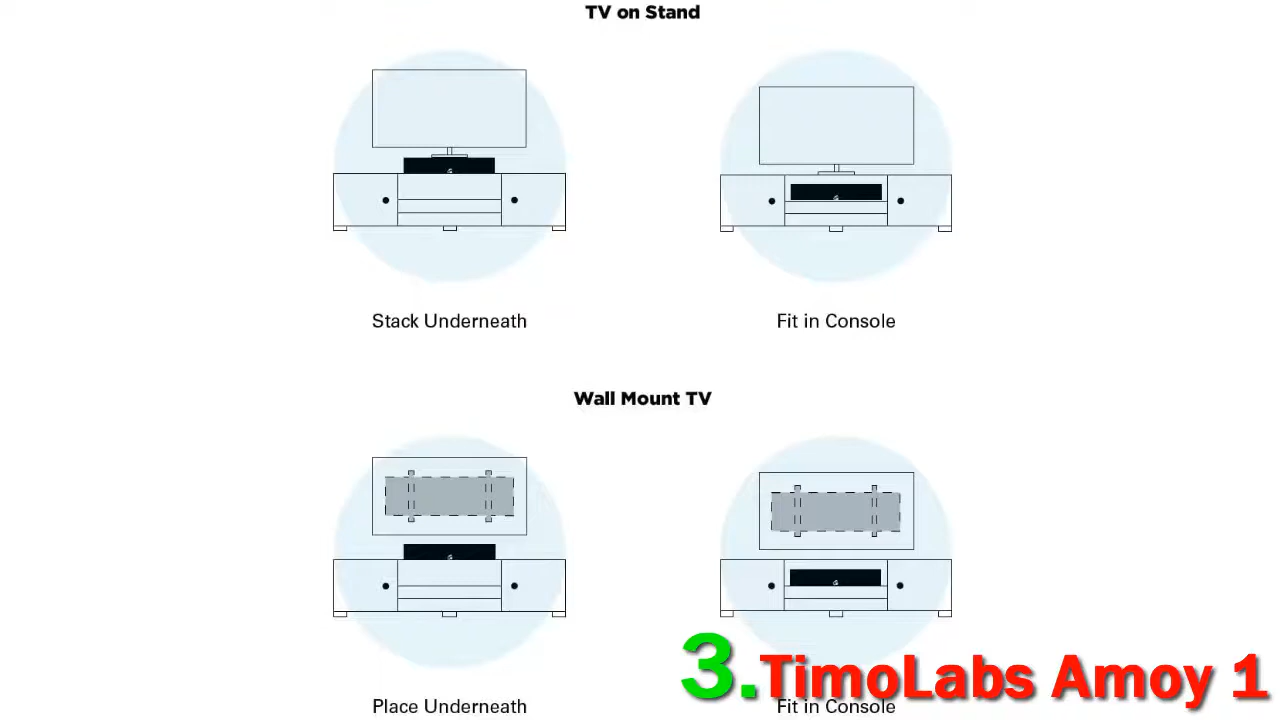 TV on Stand
Stack Underneath
Fit in Console
Wall Mount TV
Place Underneath
Fit in Console
3.TimoLabs Amoy 1